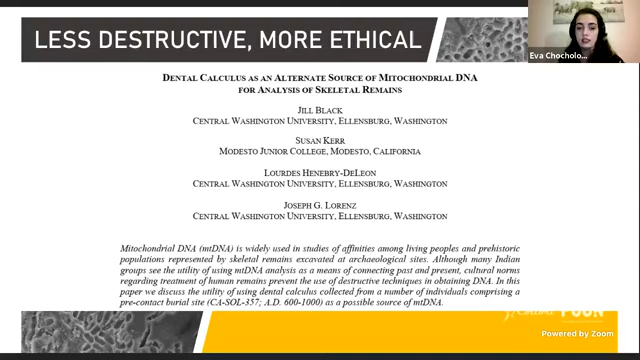 LESS DESTRUCTIVE, MORE ETHICAL
Eva Chocholo...
DENTAL CALCULUS AS AN ALTERNATE SOURCE OF MITOCHONDRIAL DNA
FOR ANALYSIS OF SKELETAL REMAINS
JILL BLACK
CENTRAL WASHINGTON UNIVERSITY, ELLENSBURG, WASHINGTON
SUSAN KERR
MODESTO JUNIOR COLLEGE, MODESTO, CALIFORNIA
LOURDES HENEBRY-DELEON
CENTRAL WASHINGTON UNIVERSITY, ELLENSBURG, WASHINGTON
JOSEPH G. LORENZ
CENTRAL WASHINGTON UNIVERSITY, ELLENSBURG, WASHINGTON
Mitochondrial DNA (mtDNA) is widely used in studies of affinities among living peoples and prehistoric
populations represented by skeletal remains excavated at archaeological sites. Although many Indian
groups see the utility of using mtDNA analysis as a means of connecting past and present, cultural norms
regarding treatment of human remains prevent the use of destructive techniques in obtaining DNA. In this
paper we discuss the utility of using dental calculus collected from a number of individuals comprising a
pre-contact burial site (CA-SOL-357; A.D. 600-1000) as a possible source of mtDNA.
Powered by Zoom